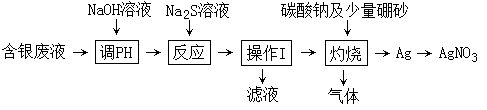 NaOH溶液 Na₂S溶液 碳酸钠及少量硼砂
含银废液 → 调PH → 反应 → 操作I → 灼烧 → Ag → AgNO₃
滤液 气体